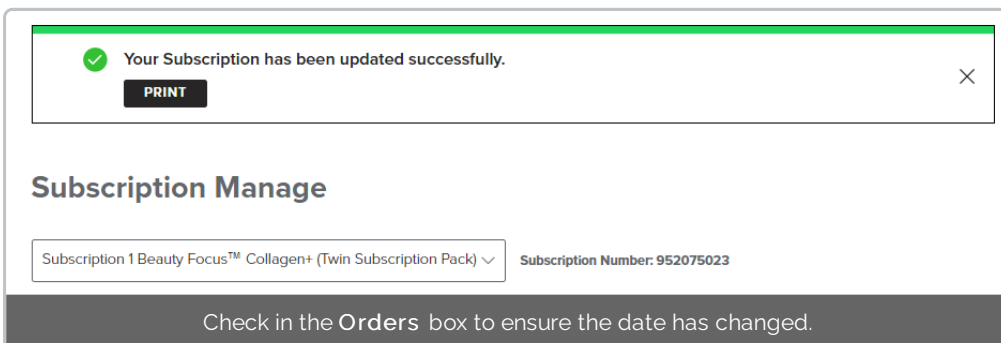 Your Subscription has been updated successfully.
PRINT
Subscription Manage
Subscription 1 Beauty Focus™ Collagen+ (Twin Subscription Pack)
Subscription Number: 952075023
Check in the Orders box to ensure the date has changed.